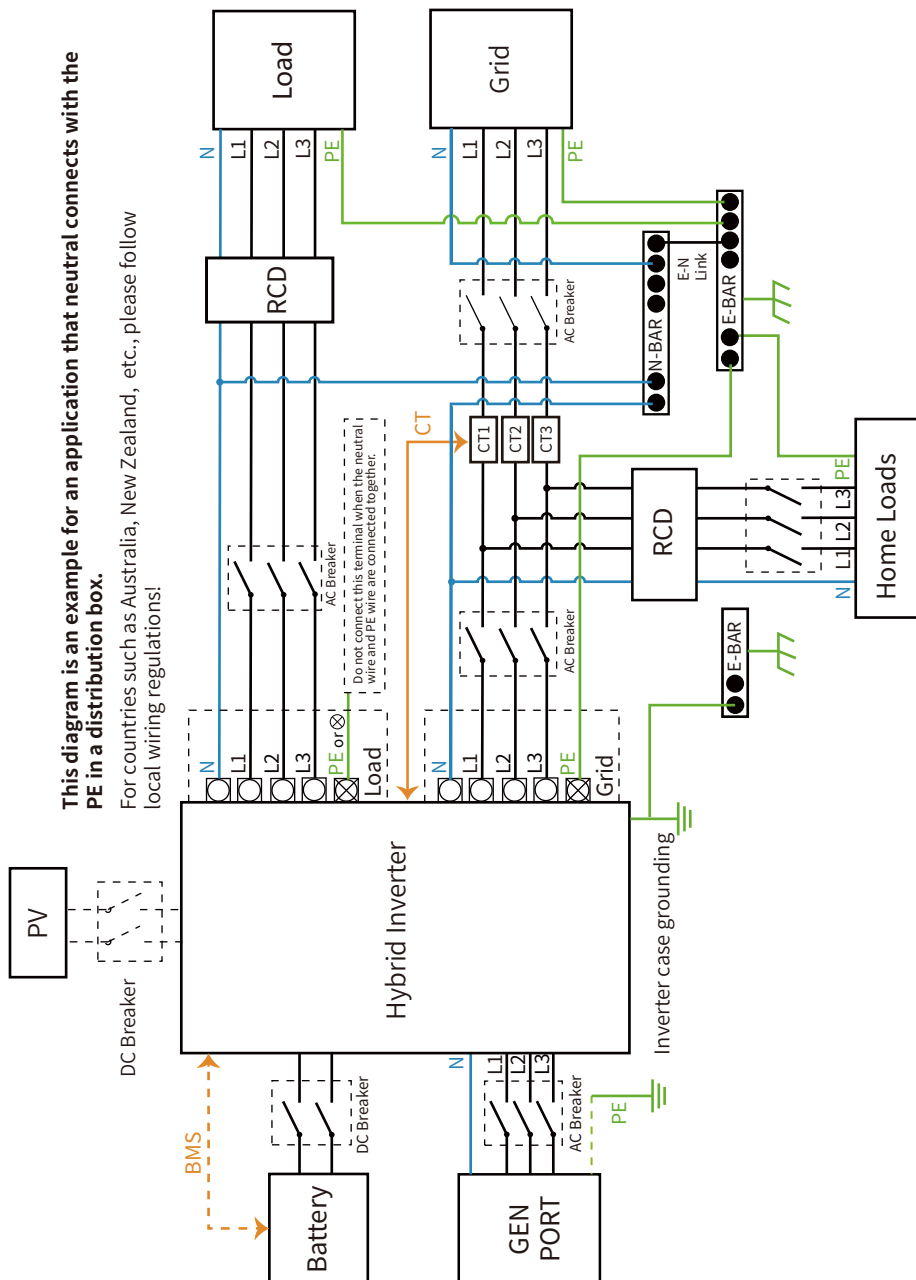 This diagram is an example for an application that neutral connects with the
PE in a distribution box.
For countries such as Australia, New Zealand, etc., please follow
local wiring regulations!
PV
DC Breaker
BMS
Battery
DC Breaker
GEN
PORT
N
L1
L2
L3
AC Breaker
PE
Hybrid Inverter
Inverter case grounding
N
L1
L2
L3
PE or
Load
AC Breaker
RCD
N
L1
L2
L3
PE
Load
Do not connect this terminal when the neutral
wire and PE wire are connected together.
CT
N
L1
L2
L3
PE
Grid
AC Breaker
CT1
CT2
CT3
AC Breaker
N
L1
L2
L3
PE
Grid
N-BAR
E-N
Link
E-BAR
E-BAR
RCD
N
L1
L2
L3
PE
Home Loads